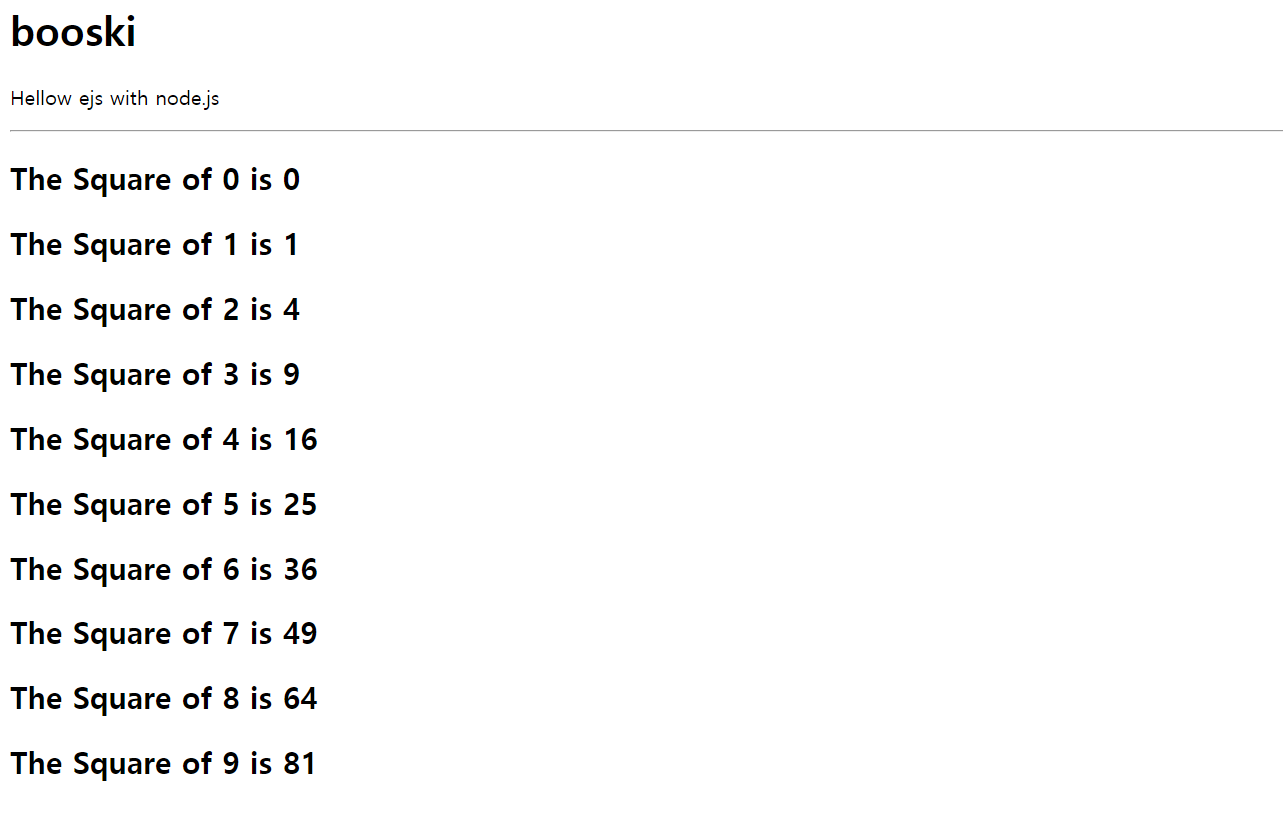 booski
Hellow ejs with node.js
The Square of 0 is 0
The Square of 1 is 1
The Square of 2 is 4
The Square of 3 is 9
The Square of 4 is 16
The Square of 5 is 25
The Square of 6 is 36
The Square of 7 is 49
The Square of 8 is 64
The Square of 9 is 81